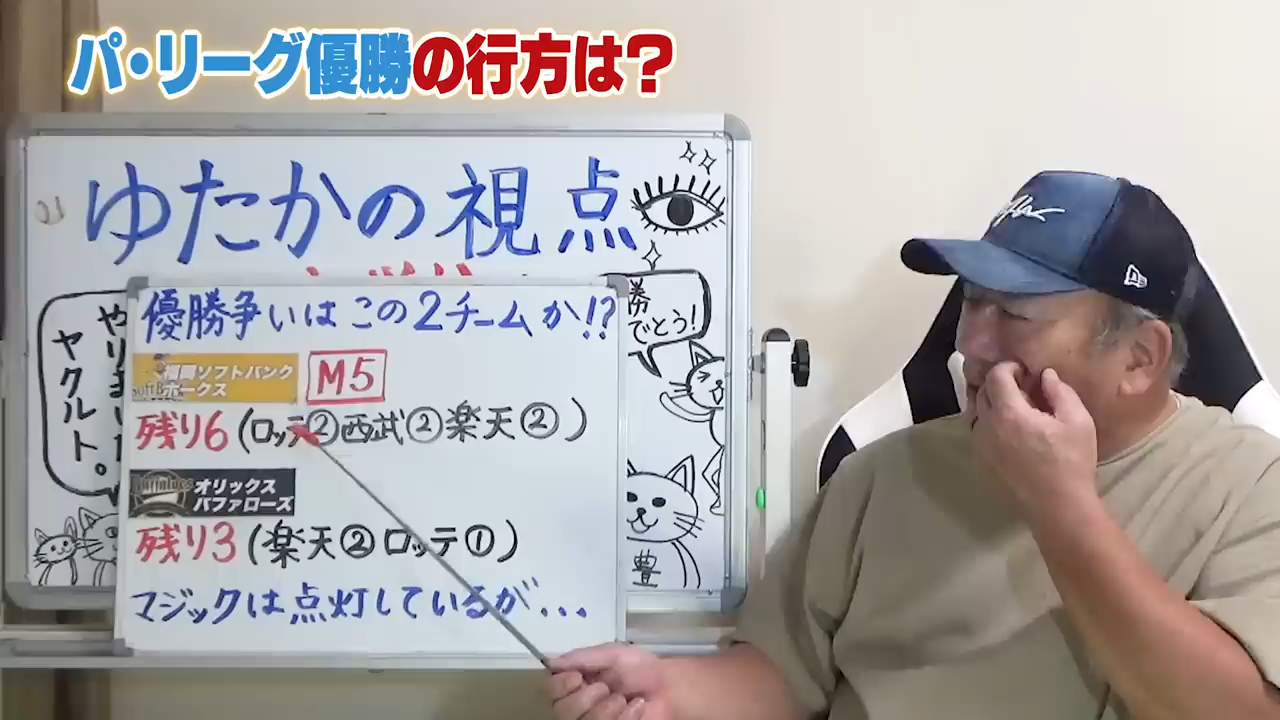 パ・リーグ優勝の行方は?
ゆたかの視点
ヤクルト。
でとう!
優勝争いはこの2チームか!?
福岡ソフトバンク
ホークス
M5
残り6(ロッテ②西武②楽天②)
オリックス
バファローズ
残り3(楽天②ロッテ①)
マジックは点灯しているが...
豊